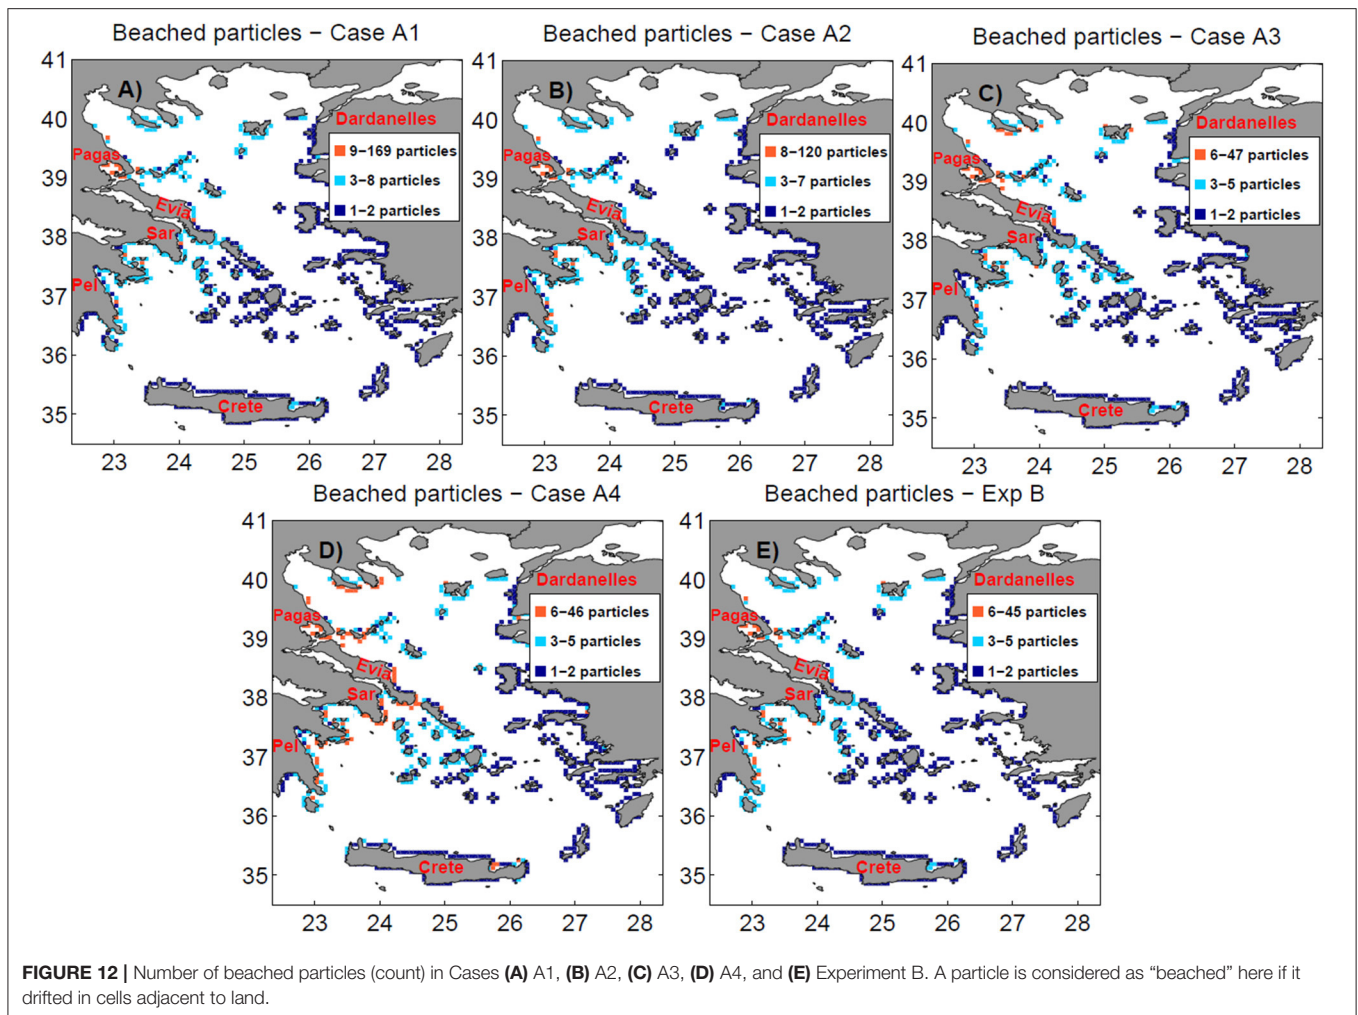 Beached particles – Case A1
Beached particles – Case A2
Beached particles – Case A3
41
40
39
38
37
36
35
A)
Dardanelles
9–169 particles
3–8 particles
1–2 particles
Pagas
Evia
Sar
Pel
Crete
23 24 25 26 27 28
41
40
39
38
37
36
35
B)
Dardanelles
8–120 particles
3–7 particles
1–2 particles
Pagas
Evia
Sar
Pel
Crete
23 24 25 26 27 28
41
40
39
38
37
36
35
C)
Dardanelles
6–47 particles
3–5 particles
1–2 particles
Pagas
Evia
Sar
Pel
Crete
23 24 25 26 27 28
Beached particles – Case A4
Beached particles – Exp B
41
40
39
38
37
36
35
D)
Dardanelles
6–46 particles
3–5 particles
1–2 particles
Pagas
Evia
Sar
Pel
Crete
23 24 25 26 27 28
41
40
39
38
37
36
35
E)
Dardanelles
6–45 particles
3–5 particles
1–2 particles
Pagas
Evia
Sar
Pel
Crete
23 24 25 26 27 28
FIGURE 12 | Number of beached particles (count) in Cases (A) A1, (B) A2, (C) A3, (D) A4, and (E) Experiment B. A particle is considered as “beached” here if it
drifted in cells adjacent to land.